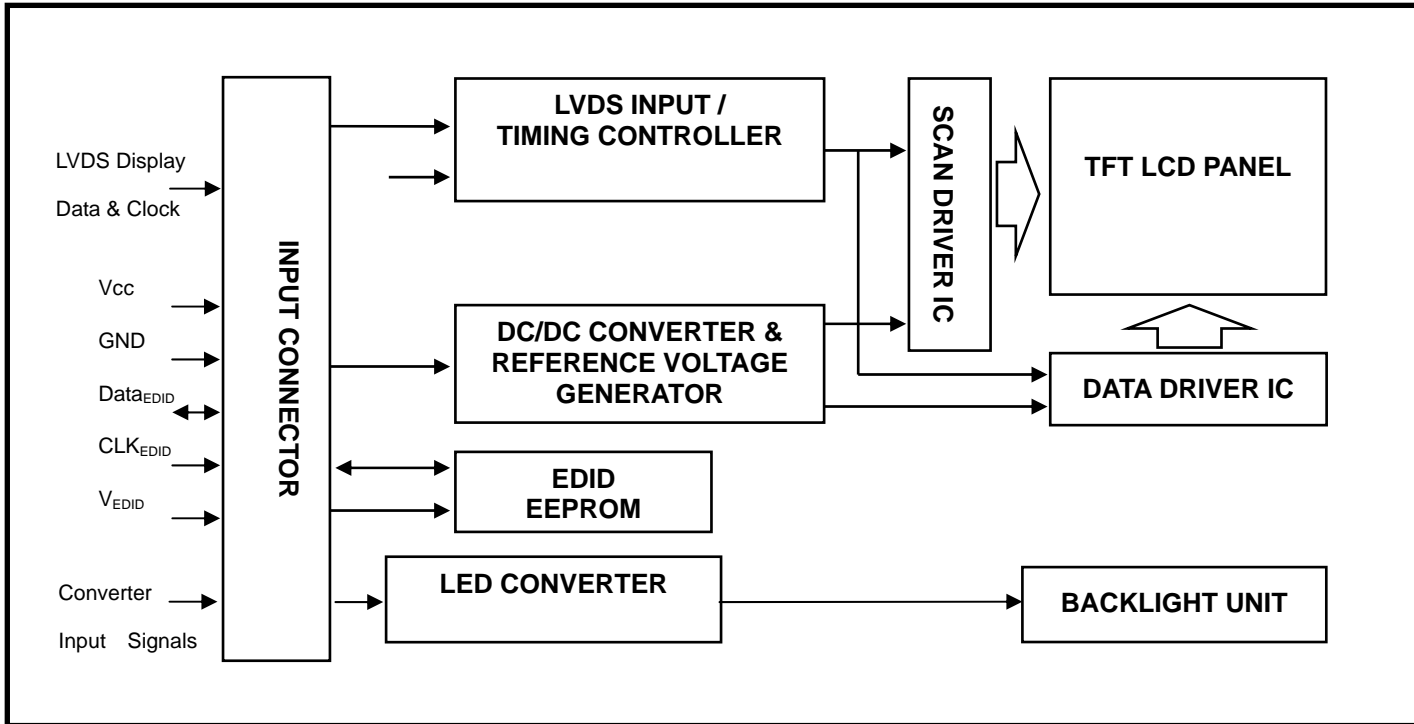 LVDS INPUT /
TIMING CONTROLLER
SCAN DRIVER IC
TFT LCD PANEL
LVDS Display
Data & Clock
INPUT CONNECTOR
Vcc
GND
DataEDID
CLKEDID
VEDID
DC/DC CONVERTER &
REFERENCE VOLTAGE
GENERATOR
DATA DRIVER IC
EDID
EEPROM
Converter
Input Signals
LED CONVERTER
BACKLIGHT UNIT